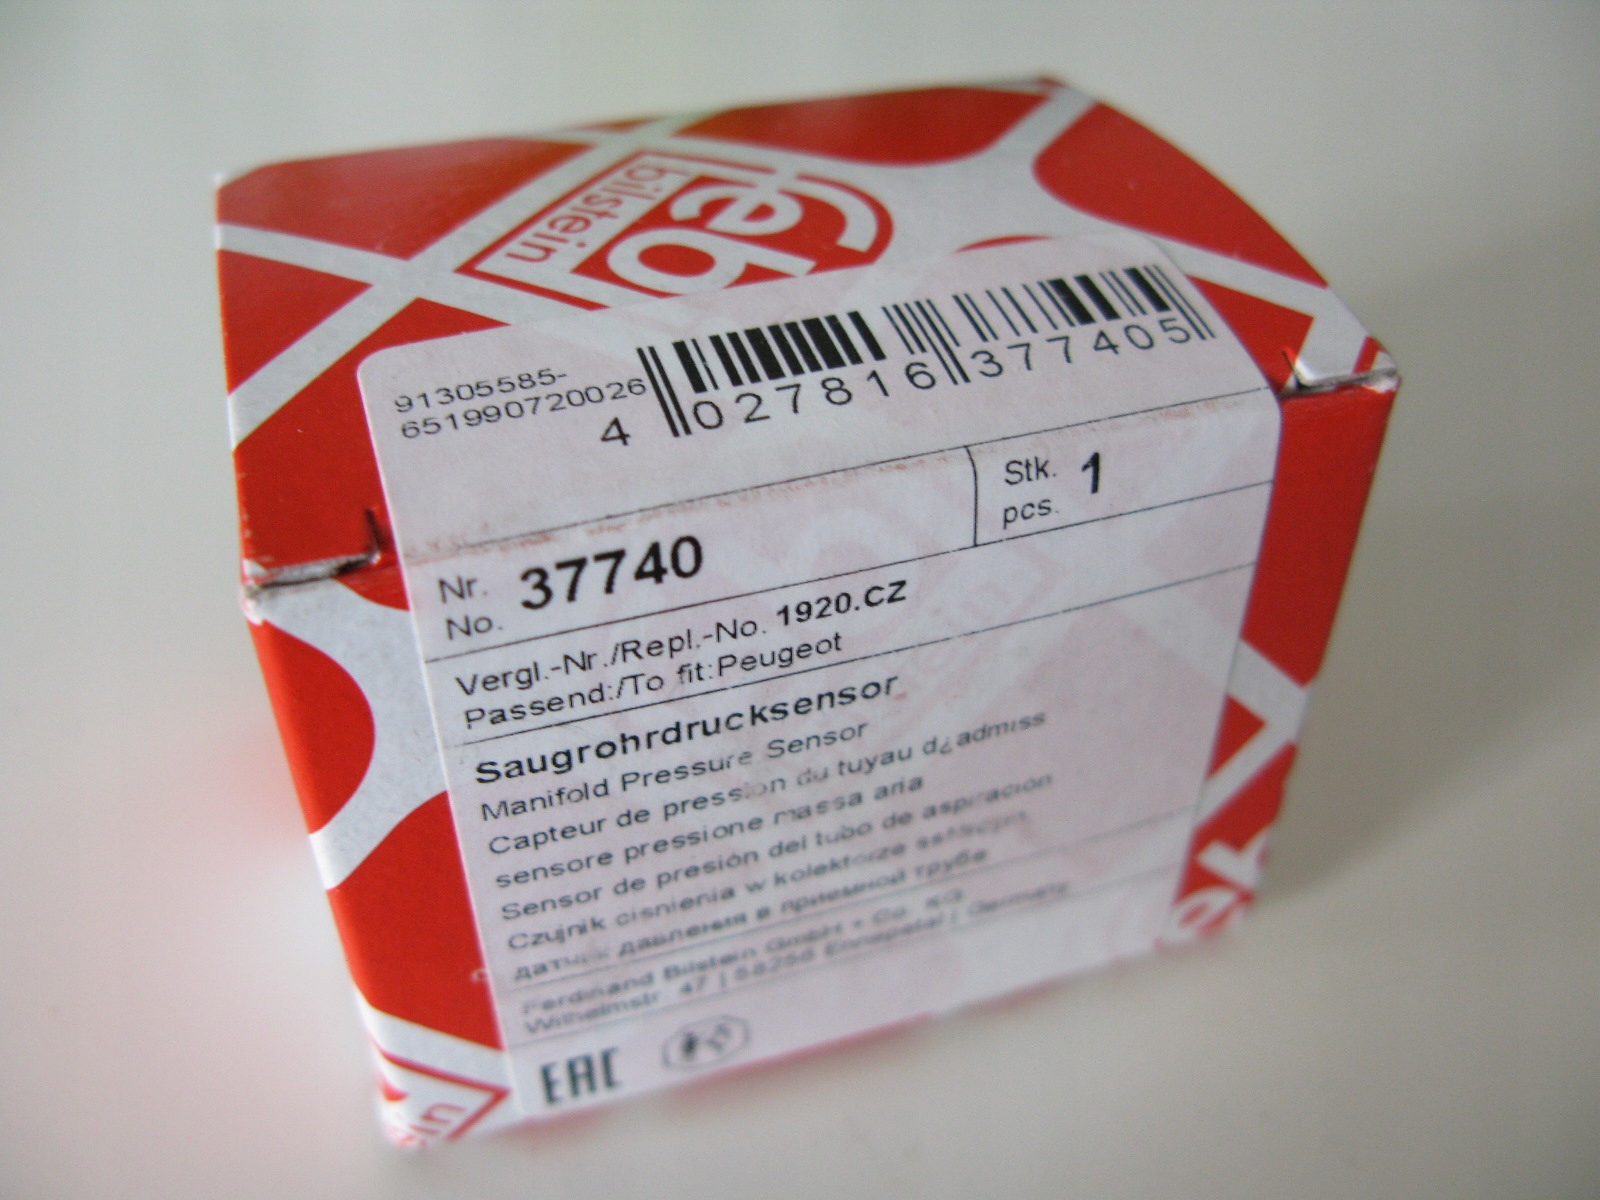 febi
bilstein
91305585-
651990720026
4 027816 377405
Nr.
No. 37740
Stk.
pcs. 1
Vergl.-Nr./Repl.-No. 1920.CZ
Passend:/To fit:Peugeot
Saugrohrdrucksensor
Manifold Pressure Sensor
Capteur de pression du tuyau d¿admiss
sensore pressione massa aria
Sensor de presión del tubo de aspiración
Czujnik cisnienia w kolektorze
датчик давления в приемной трубе
Ferdinand Bilstein GmbH + Co. KG
Wilhelmstr. 47 | 58256 Ennepetal | Germany
EAC